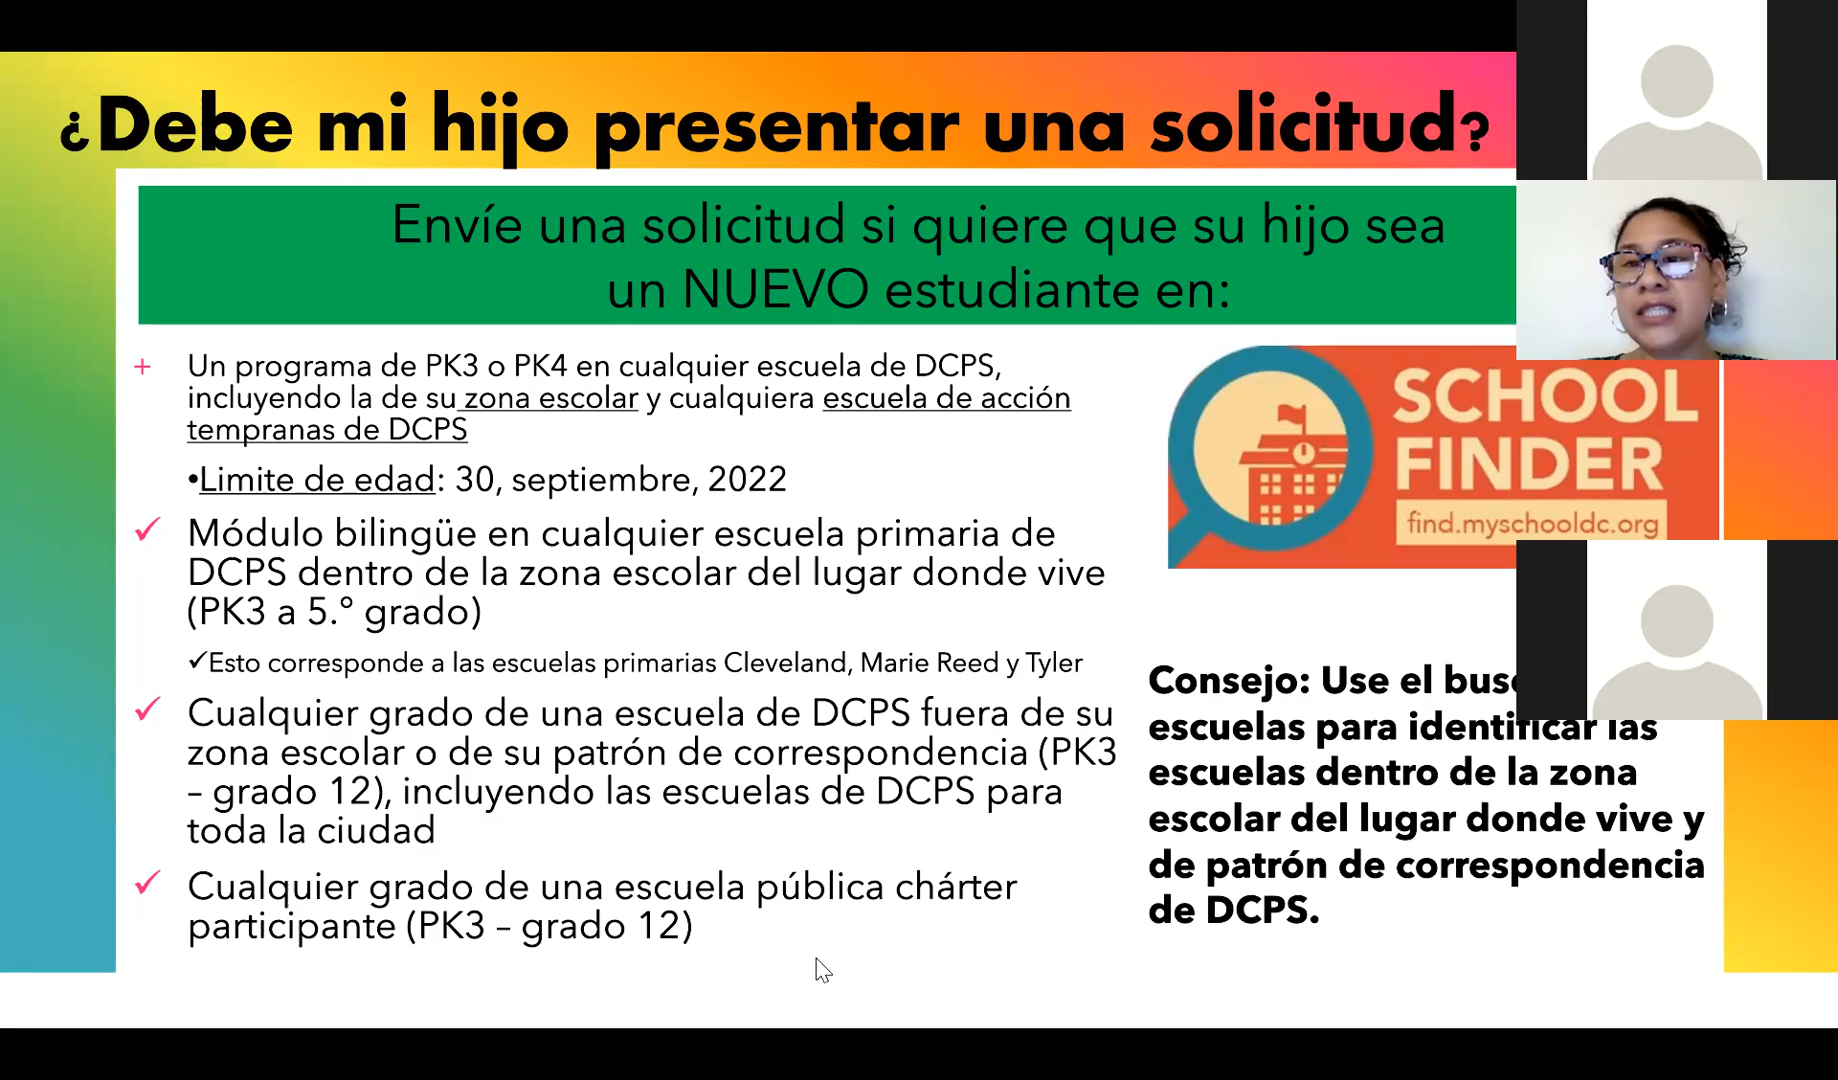 ¿Debe mi hijo presentar una solicitud?
Envíe una solicitud si quiere que su hijo sea
un NUEVO estudiante en:
+ Un programa de PK3 o PK4 en cualquier escuela de DCPS,
incluyendo la de su zona escolar y cualquiera escuela de acción
tempranas de DCPS
•Limite de edad: 30, septiembre, 2022
✓ Módulo bilingüe en cualquier escuela primaria de
DCPS dentro de la zona escolar del lugar donde vive
(PK3 a 5.º grado)
✓Esto corresponde a las escuelas primarias Cleveland, Marie Reed y Tyler
✓ Cualquier grado de una escuela de DCPS fuera de su
zona escolar o de su patrón de correspondencia (PK3
– grado 12), incluyendo las escuelas de DCPS para
toda la ciudad
✓ Cualquier grado de una escuela pública chárter
participante (PK3 – grado 12)
SCHOOL
FINDER
find.myschooldc.org
Consejo: Use el
escuelas para identificar las
escuelas dentro de la zona
escolar del lugar donde vive y
de patrón de correspondencia
de DCPS.